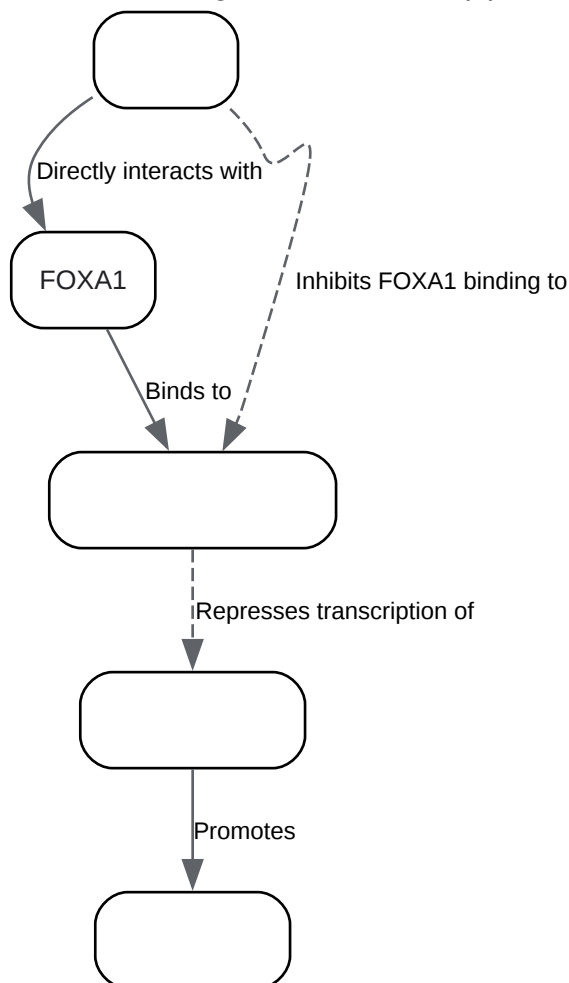 Directly interacts with
FOXA1
Inhibits FOXA1 binding to
Binds to
Represses transcription of
Promotes